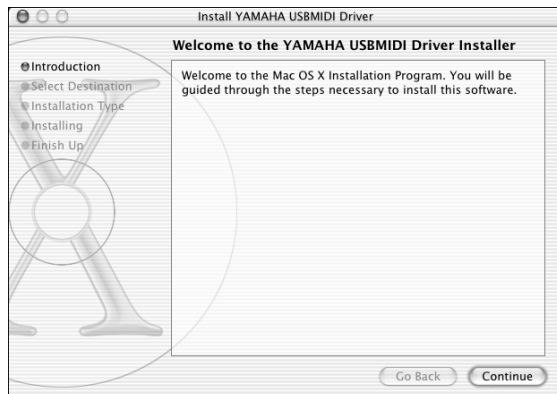 Install YAMAHA USBMIDI Driver
Welcome to the YAMAHA USBMIDI Driver Installer
Introduction
Select Destination
Installation Type
Installing
Finish Up
Welcome to the Mac OS X Installation Program. You will be
guided through the steps necessary to install this software.
Go Back
Continue